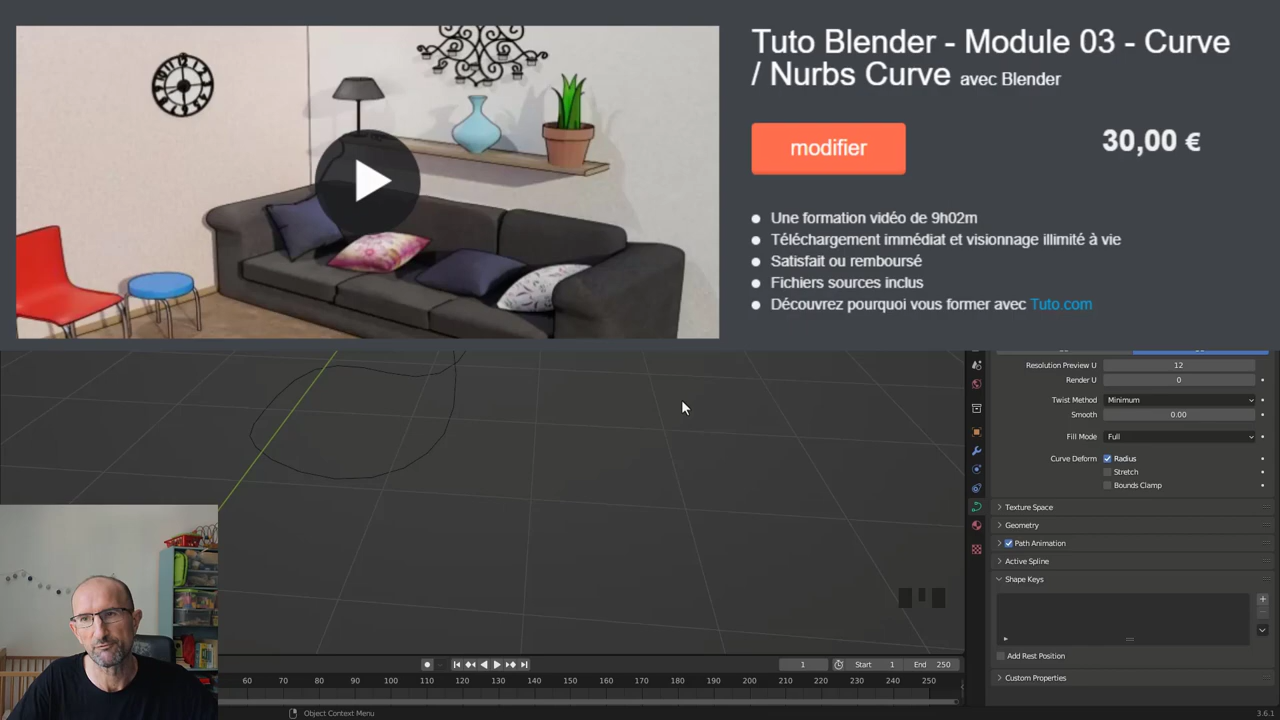 Tuto Blender - Module 03 - Curve
/ Nurbs Curve avec Blender
modifier
30,00 €
Une formation vidéo de 9h02m
Téléchargement immédiat et visionnage illimité à vie
Satisfait ou remboursé
Fichiers sources inclus
Découvrez pourquoi vous former avec Tuto.com
Resolution Preview U 12
Render U 0
Twist Method Minimum
Smooth 0.00
Fill Mode Full
Curve Deform Radius
Stretch
Bounds Clamp
Texture Space
Geometry
Path Animation
Active Spline
Shape Keys
Add Rest Position
Custom Properties
1 Start 1 End 250
60 70 80 90 100 110 120 130 140 150 160 170 180 190 200 210 220 230 240 250
Object Context Menu
3.6.1